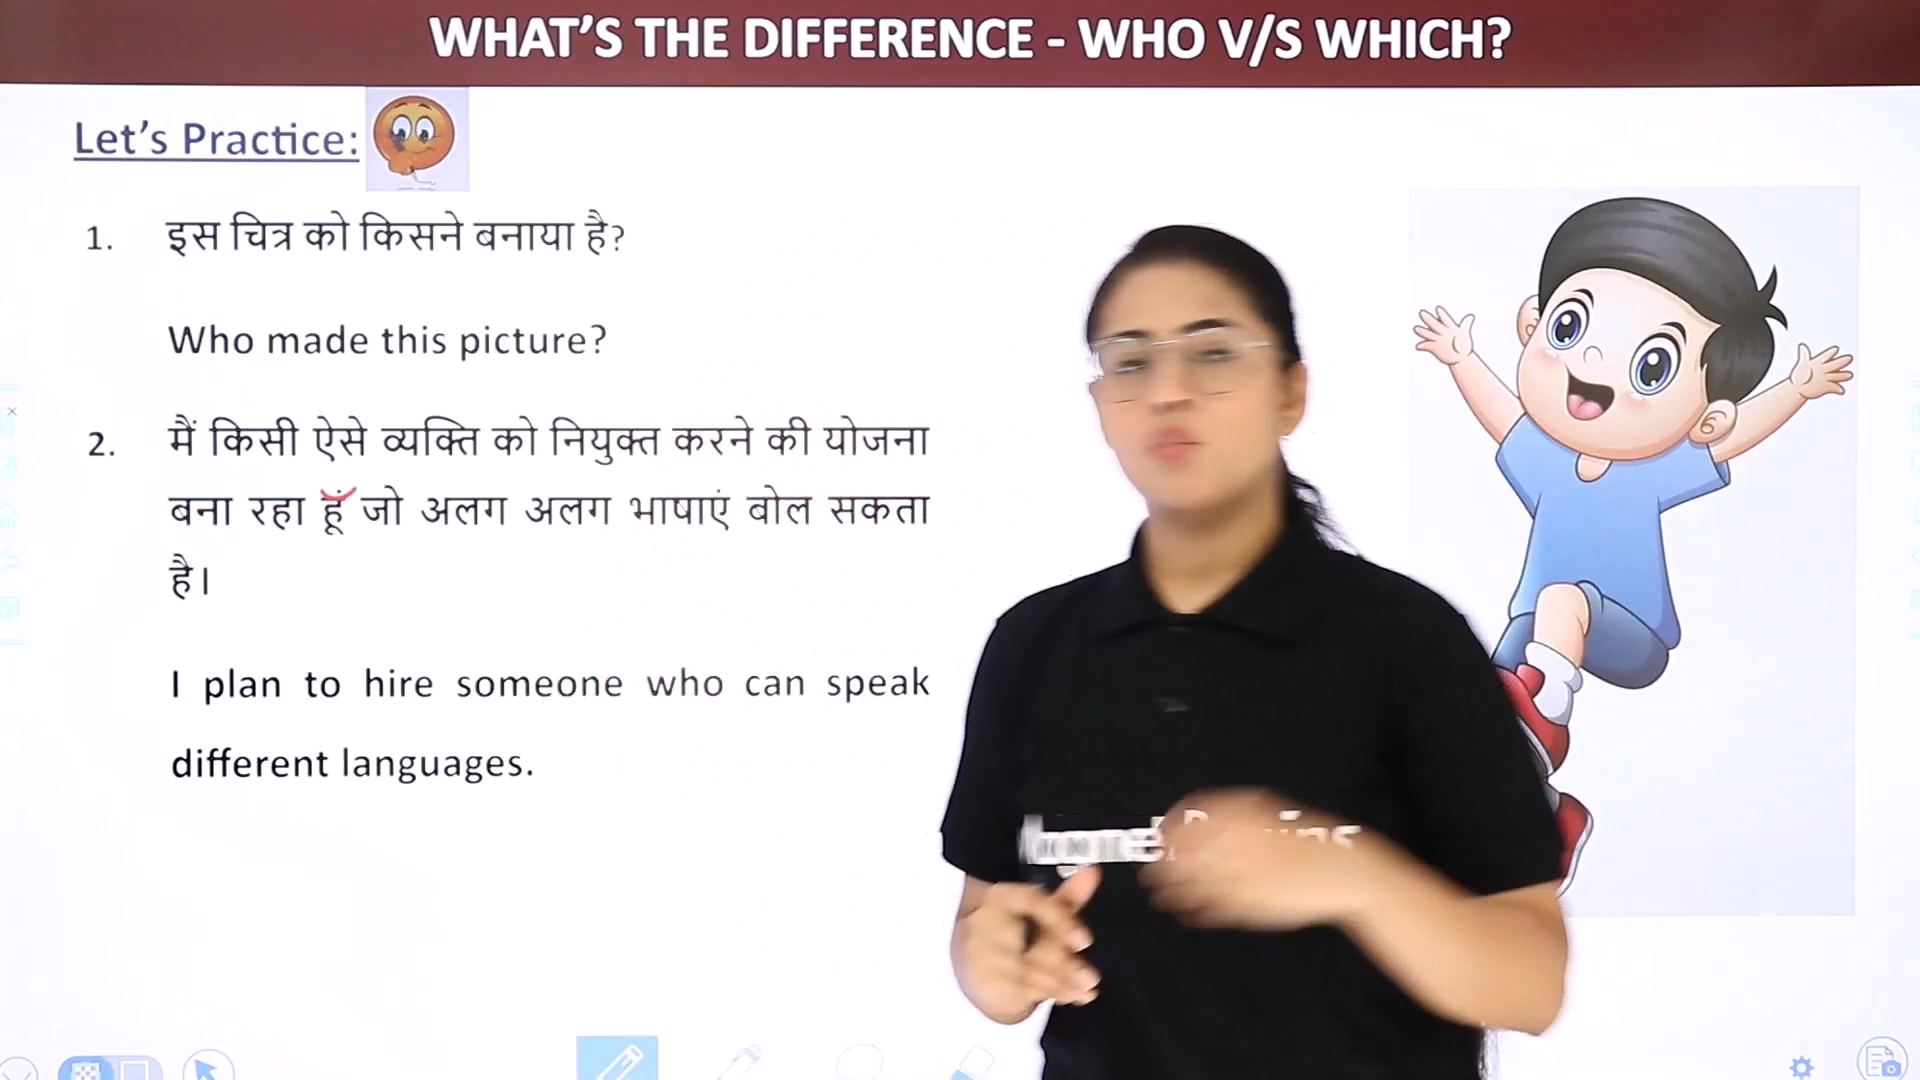 WHAT'S THE DIFFERENCE - WHO V/S WHICH?
Let's Practice:
1. इस चित्र को किसने बनाया है?
Who made this picture?
2. मैं किसी ऐसे व्यक्ति को नियुक्त करने की योजना
बना रहा हूं जो अलग अलग भाषाएं बोल सकता
है।
I plan to hire someone who can speak
different languages.